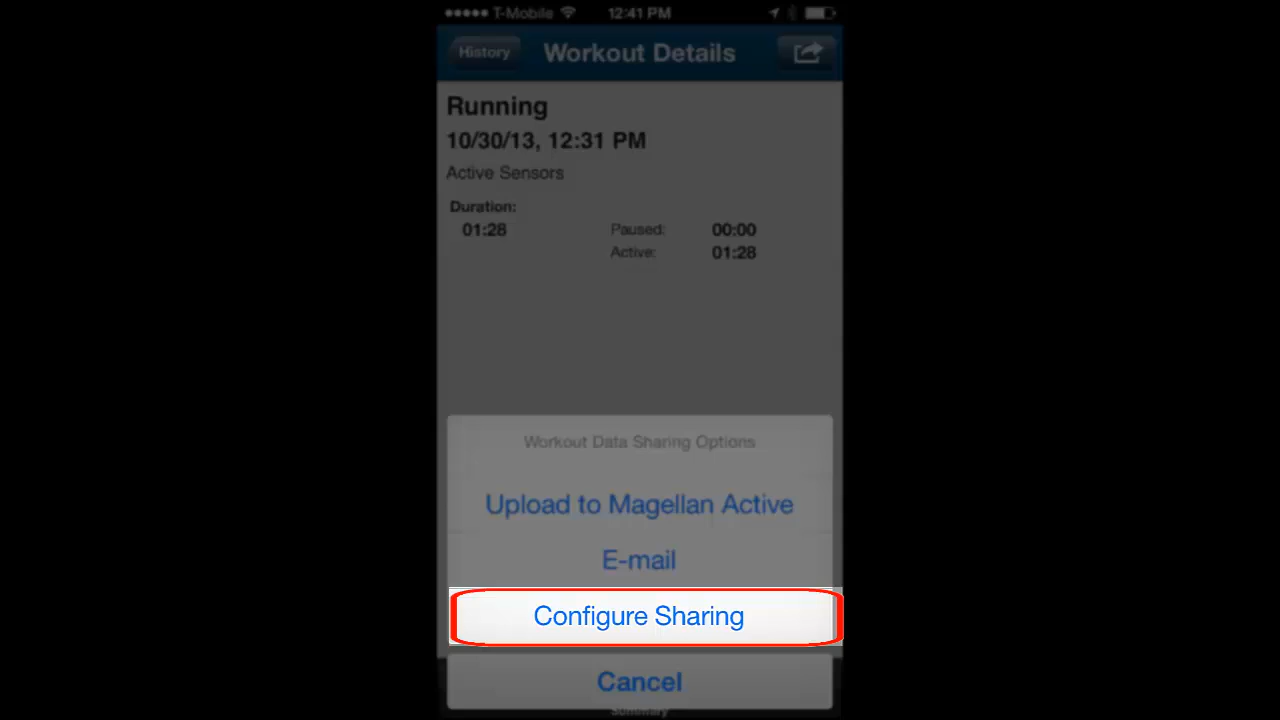 T-Mobile 12:41 PM
History Workout Details
Running
10/30/13, 12:31 PM
Active Sensors
Duration:
01:28 Paused: 00:00
Active: 01:28
Workout Data Sharing Options
Upload to Magellan Active
E-mail
Configure Sharing
Cancel
Summary